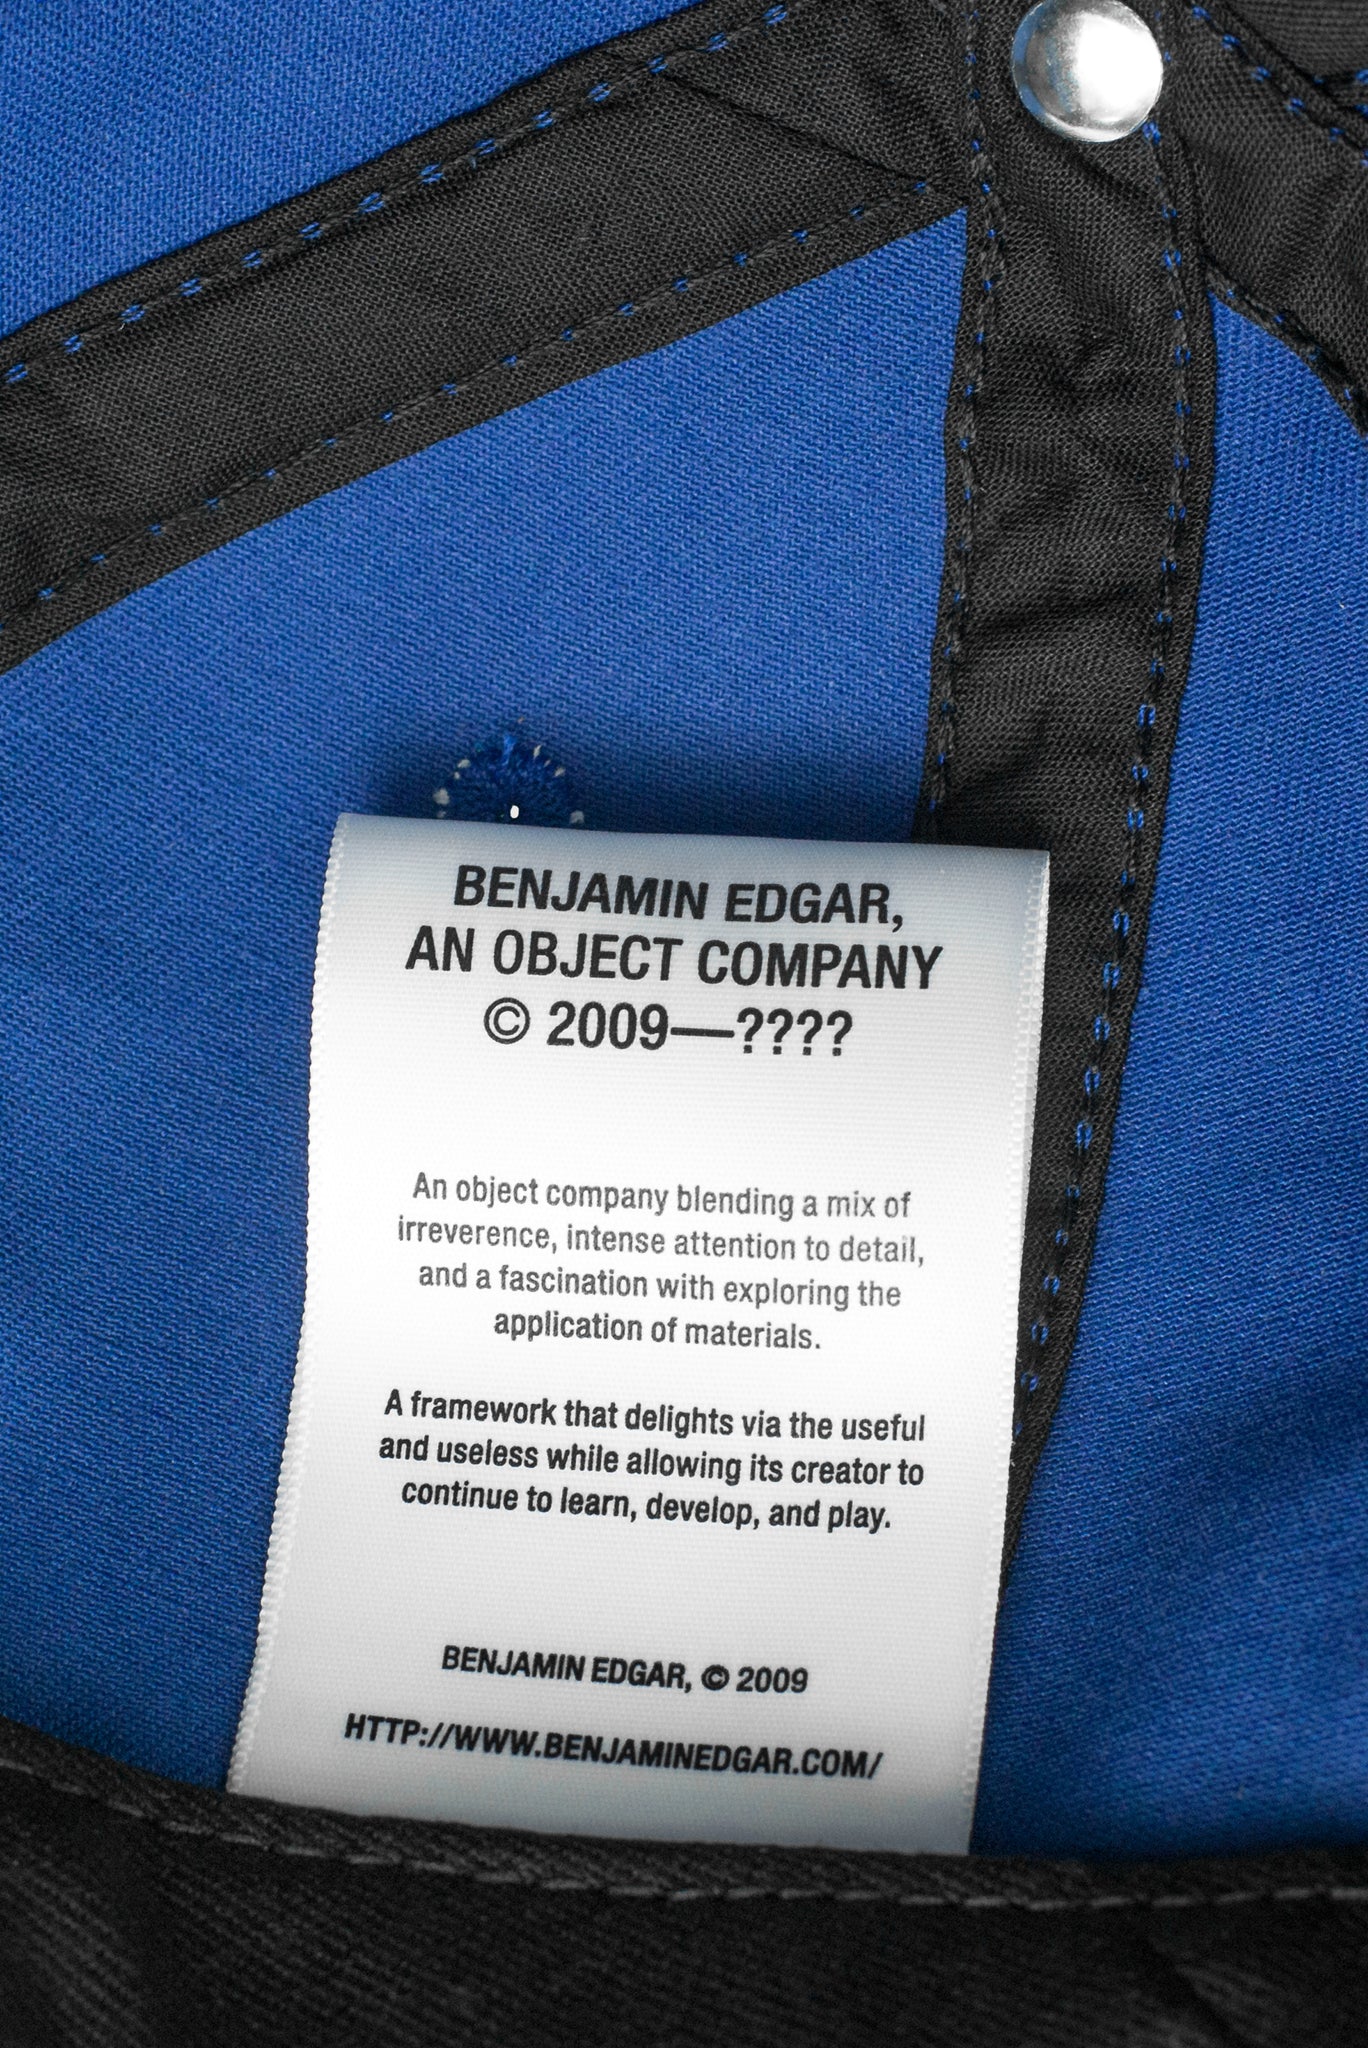 BENJAMIN EDGAR,
AN OBJECT COMPANY
© 2009—????
An object company blending a mix of
irreverence, intense attention to detail,
and a fascination with exploring the
application of materials.
A framework that delights via the useful
and useless while allowing its creator to
continue to learn, develop, and play.
BENJAMIN EDGAR, © 2009
HTTP://WWW.BENJAMINEDGAR.COM/